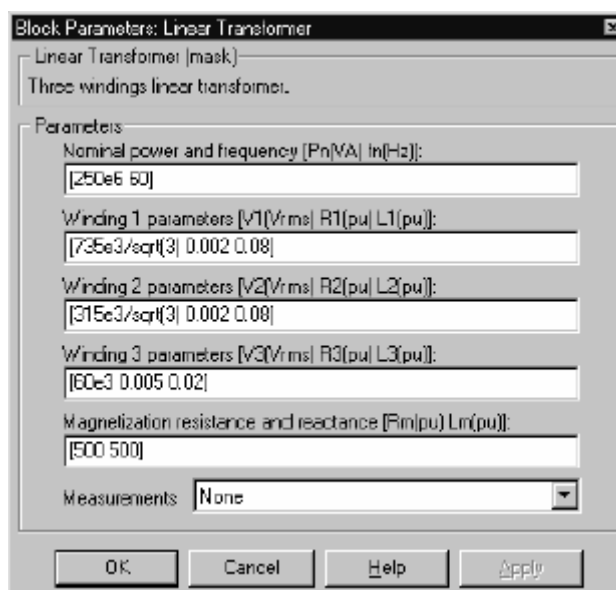 Block Parameters: Linear Transformer
Linear Transformer (mask)
Three windings linear transformer.
Parameters
Nominal power and frequency [Pn(VA) fn(Hz)]:
[250e6 60]
Winding 1 parameters [V1(Vrms) R1(pu) L1(pu)]:
[735e3/sqrt(3) 0.002 0.08]
Winding 2 parameters [V2(Vrms) R2(pu) L2(pu)]:
[315e3/sqrt(3) 0.002 0.08]
Winding 3 parameters [V3(Vrms) R3(pu) L3(pu)]:
[60e3 0.005 0.02]
Magnetization resistance and reactance [Rm(pu) Lm(pu)]:
[500 500]
Measurements None
OK Cancel Help Apply